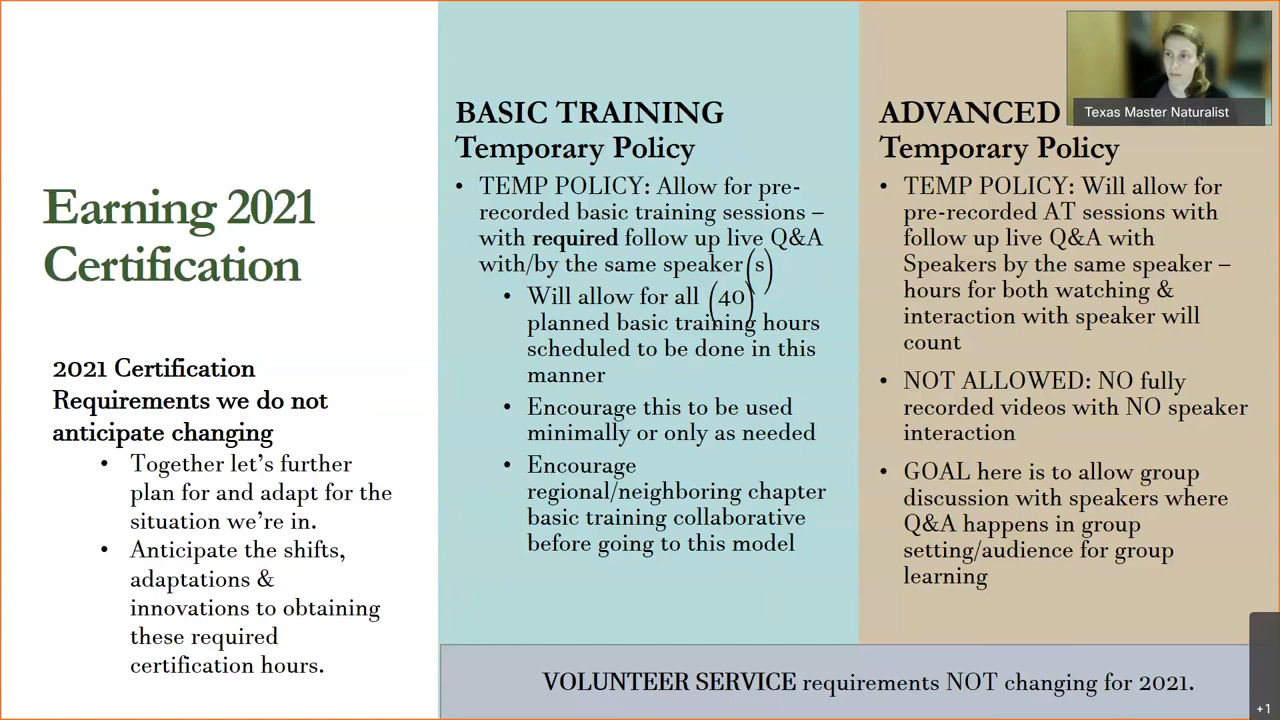 Earning 2021
Certification
2021 Certification
Requirements we do not
anticipate changing
• Together let's further
plan for and adapt for the
situation we're in.
• Anticipate the shifts,
adaptations &
innovations to obtaining
these required
certification hours.
BASIC TRAINING
Temporary Policy
• TEMP POLICY: Allow for pre-
recorded basic training sessions –
with required follow up live Q&A
with/by the same speaker(s)
• Will allow for all (40)
planned basic training hours
scheduled to be done in this
manner
• Encourage this to be used
minimally or only as needed
• Encourage
regional/neighboring chapter
basic training collaborative
before going to this model
ADVANCED
Temporary Policy
• TEMP POLICY: Will allow for
pre-recorded AT sessions with
follow up live Q&A with
Speakers by the same speaker –
hours for both watching &
interaction with speaker will
count
• NOT ALLOWED: NO fully
recorded videos with NO speaker
interaction
• GOAL here is to allow group
discussion with speakers where
Q&A happens in group
setting/audience for group
learning
VOLUNTEER SERVICE requirements NOT changing for 2021.
Texas Master Naturalist
+1